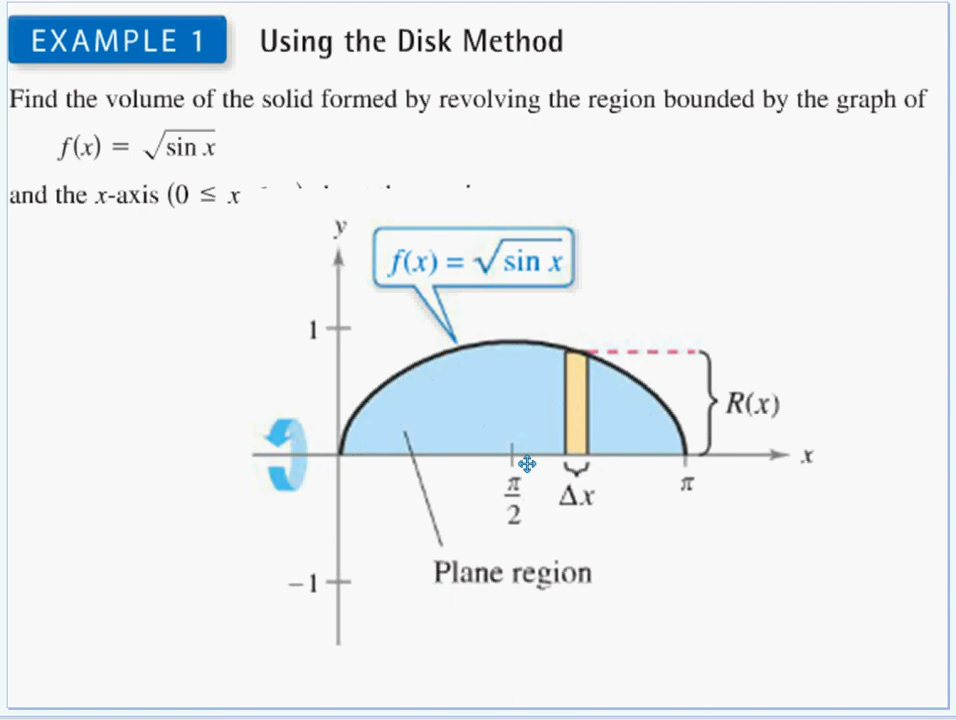 EXAMPLE 1 Using the Disk Method
Find the volume of the solid formed by revolving the region bounded by the graph of
f(x) = √sin x
and the x-axis (0 ≤ x
y
f(x) = √sin x
1
R(x)
x
π/2
Δx
π
Plane region
−1